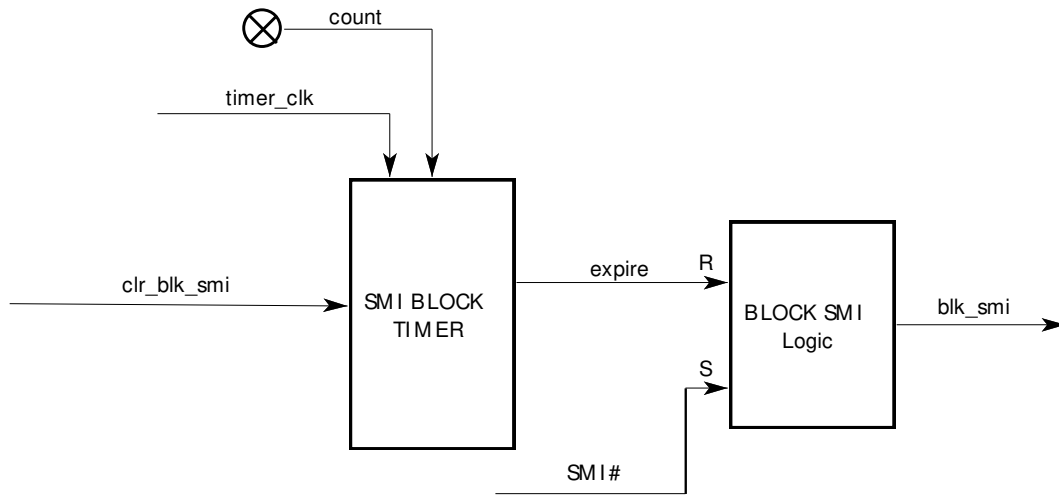 count
timer_clk
clr_blk_smi
SMI BLOCK
TIMER
expire
R
S
SMI#
BLOCK SMI
Logic
blk_smi